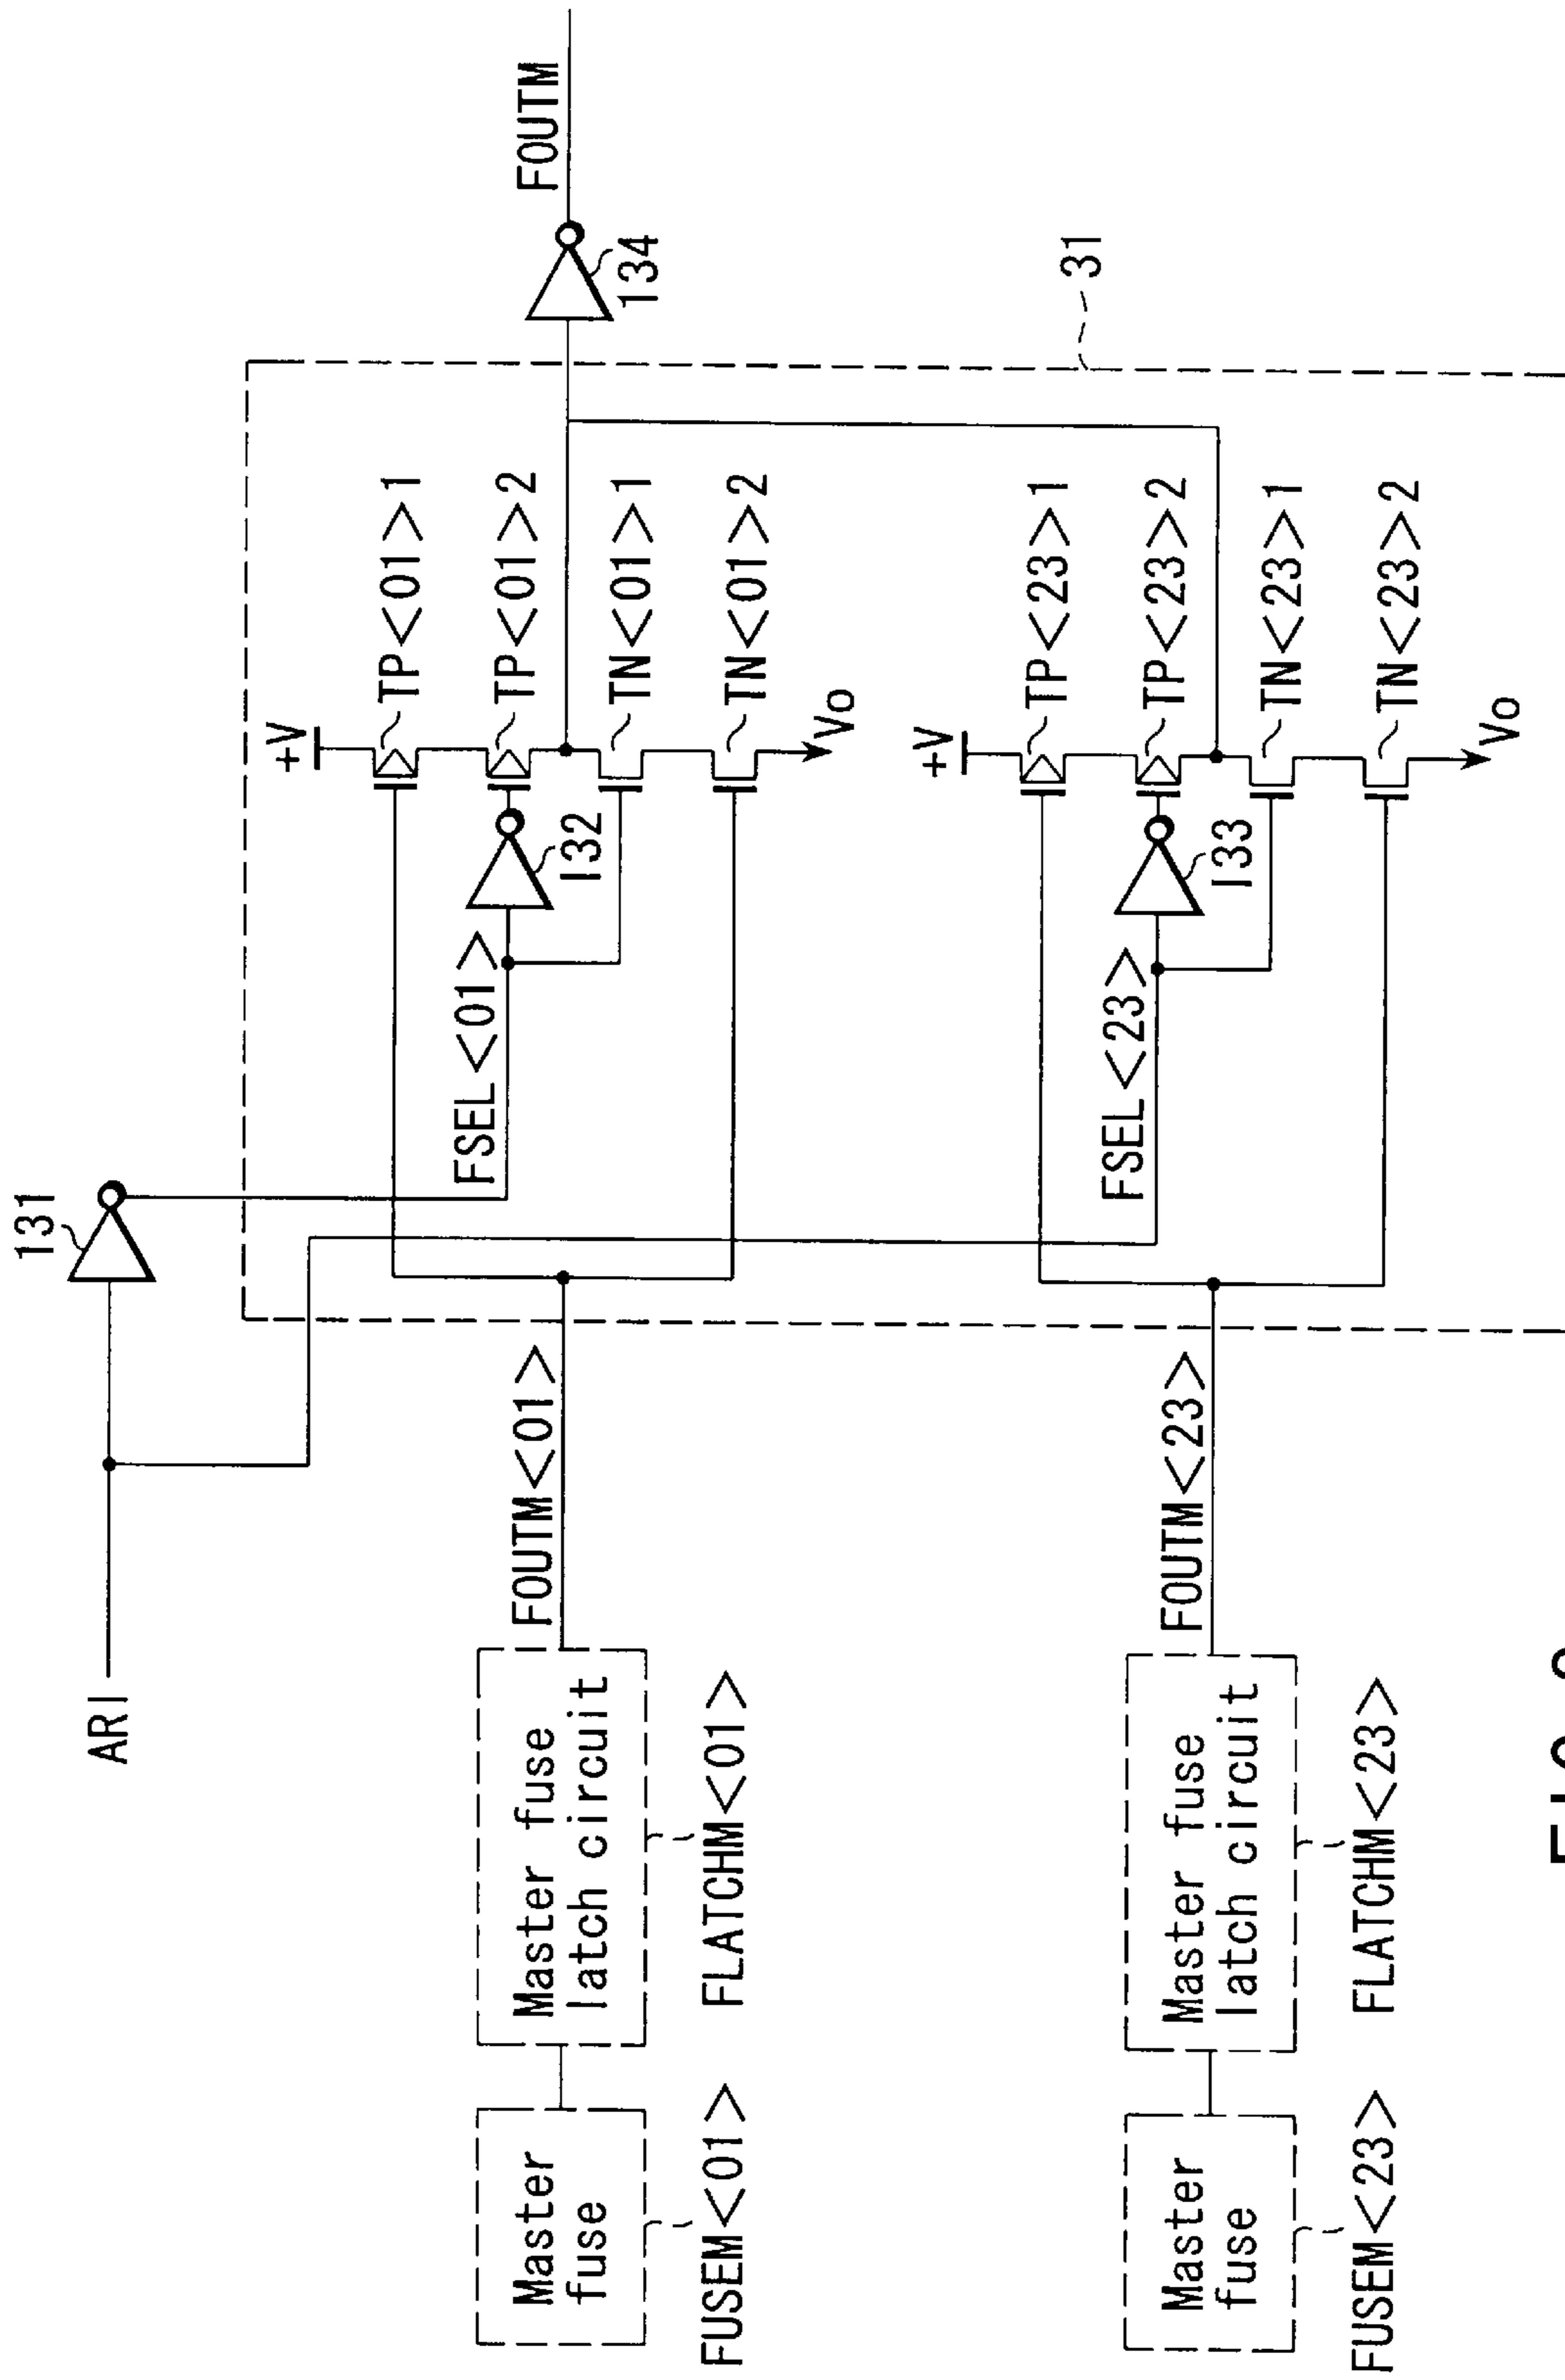 ARI
I31
FUSEM<01>
Master
fuse
FLATCHM<01>
Master fuse
latch circuit
FOUTM<01>
FSEL<01>
I32
+V
TP<01>1
TP<01>2
TN<01>1
TN<01>2
Vo
I34
FOUTM
31
FUSEM<23>
Master
fuse
FLATCHM<23>
Master fuse
latch circuit
FOUTM<23>
FSEL<23>
I33
+V
TP<23>1
TP<23>2
TN<23>1
TN<23>2
Vo